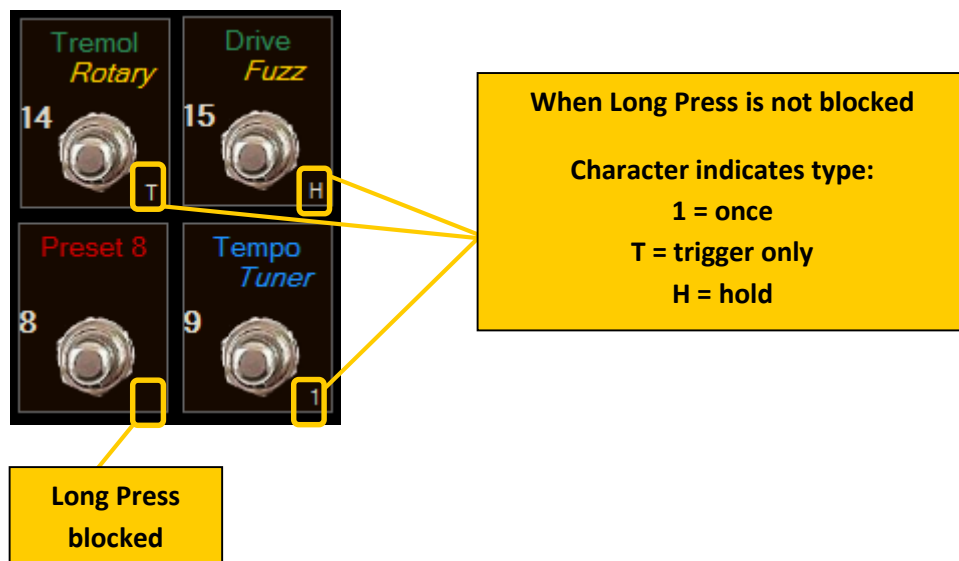 Tremol
Rotary
14
T
Drive
Fuzz
15
H
Preset 8
8
Tempo
Tuner
9
1
When Long Press is not blocked
Character indicates type:
1 = once
T = trigger only
H = hold
Long Press
blocked